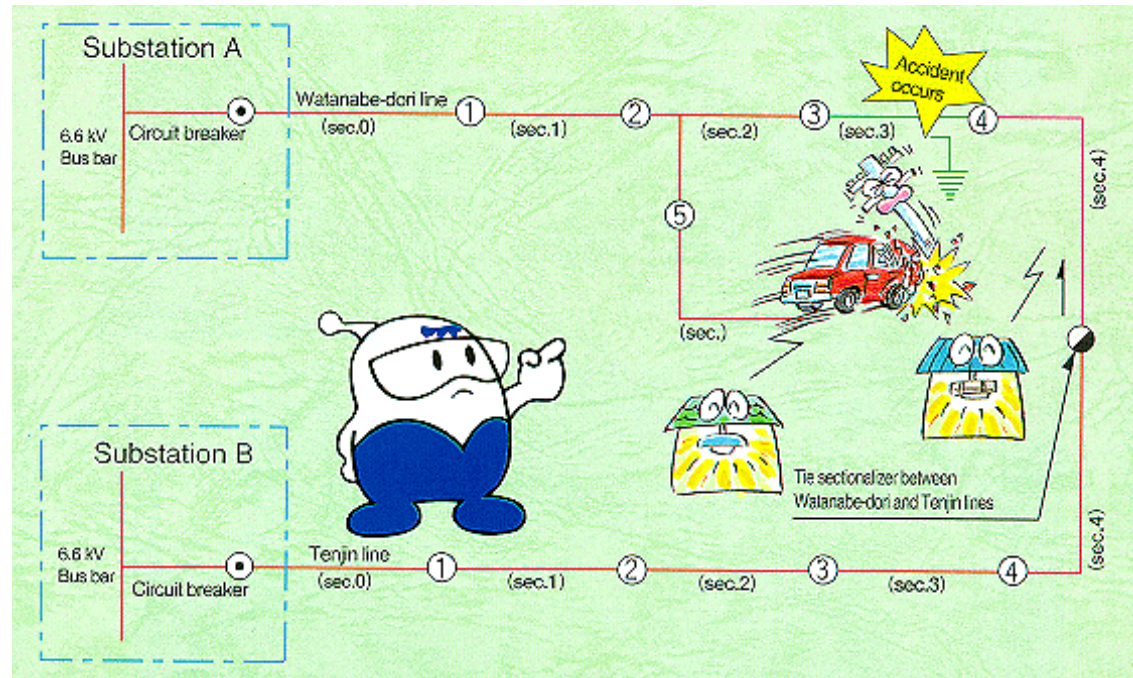 Substation A
6.6 kV
Bus bar
Circuit breaker
Watanabe-dori line
(sec.0)
1
(sec.1)
2
(sec.2)
3
(sec.3)
Accident
occurs
4
(sec.4)
5
(sec.)
Tie sectionalizer between
Watanabe-dori and Tenjin lines
(sec.4)
Substation B
6.6 kV
Bus bar
Circuit breaker
Tenjin line
(sec.0)
1
(sec.1)
2
(sec.2)
3
(sec.3)
4